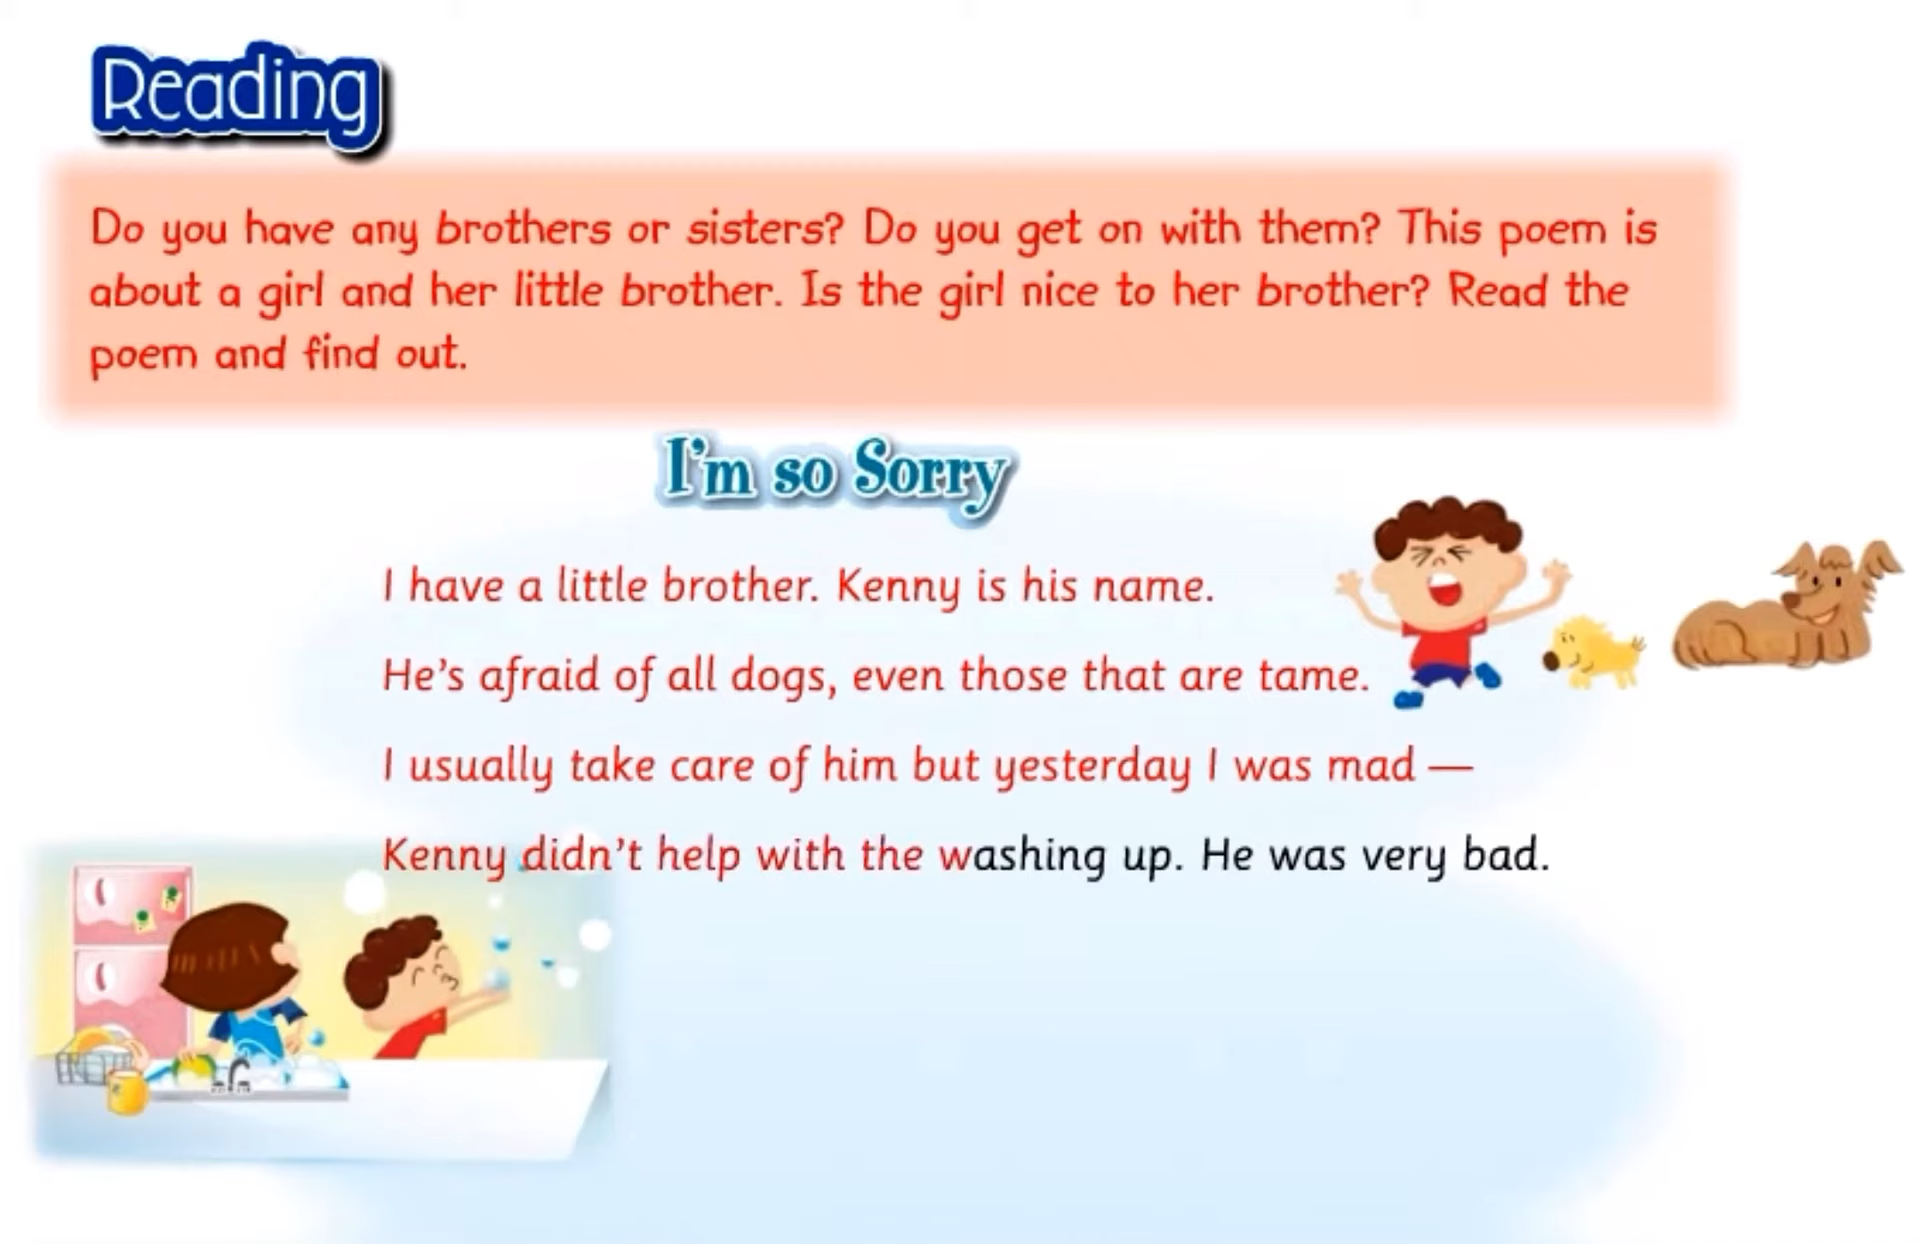 Reading
Do you have any brothers or sisters? Do you get on with them? This poem is
about a girl and her little brother. Is the girl nice to her brother? Read the
poem and find out.
I'm so Sorry
I have a little brother. Kenny is his name.
He's afraid of all dogs, even those that are tame.
I usually take care of him but yesterday I was mad —
Kenny didn't help with the washing up. He was very bad.